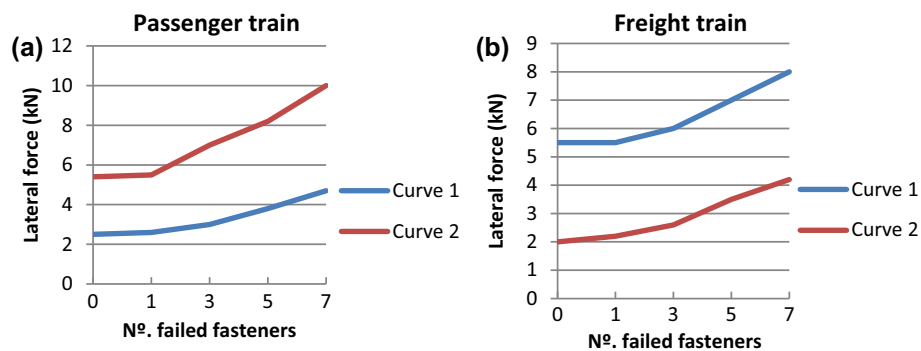 (a)
Passenger train
Lateral force (kN)
12
10
8
6
4
2
0
0 1 3 5 7
Nº. failed fasteners
Curve 1
Curve 2
(b)
Freight train
Lateral force (kN)
9
8
7
6
5
4
3
2
1
0
0 1 3 5 7
Nº. failed fasteners
Curve 1
Curve 2